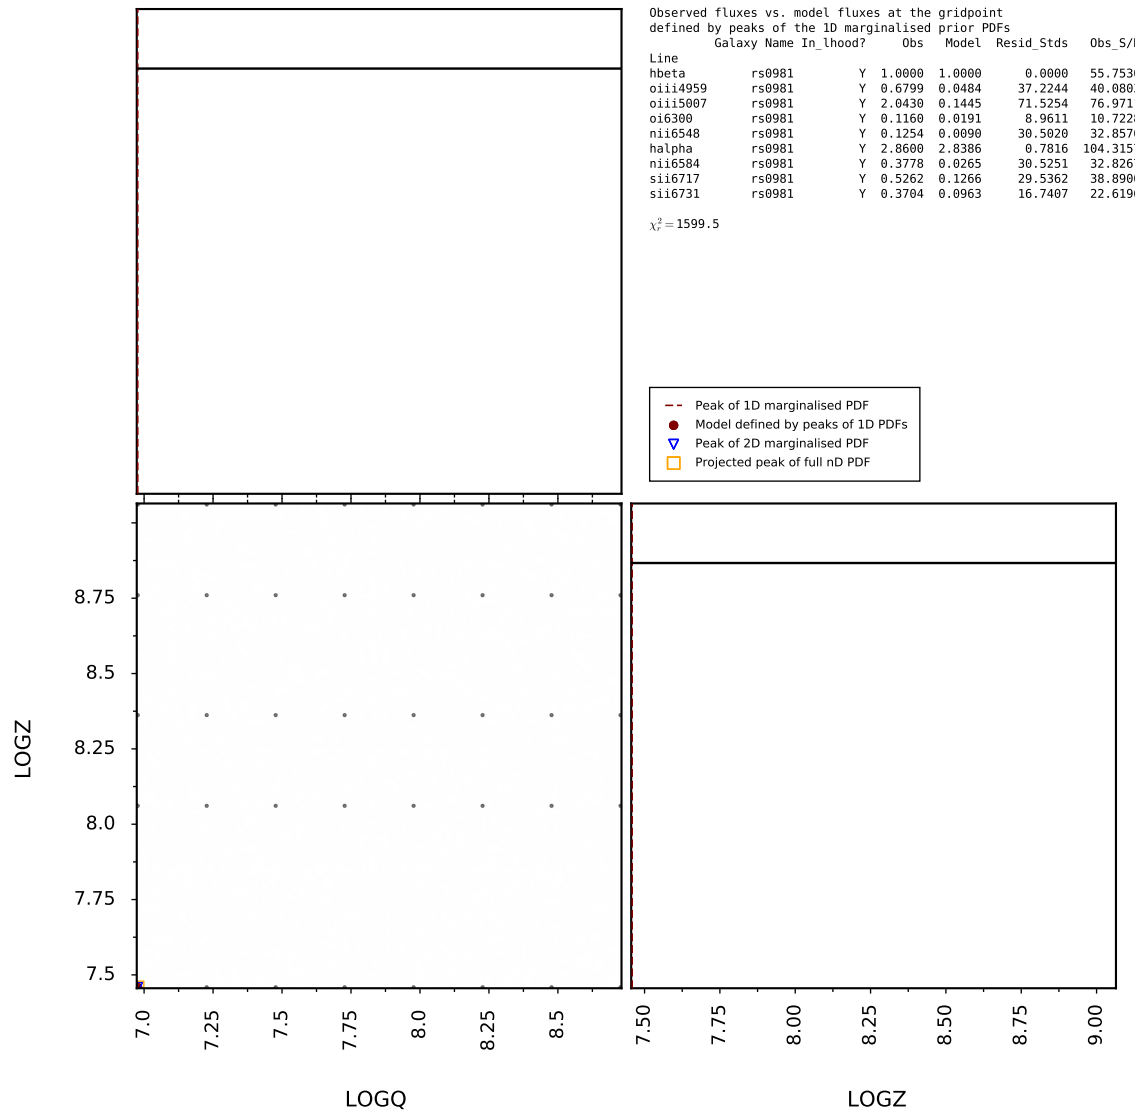 Observed fluxes vs. model fluxes at the gridpoint
defined by peaks of the 1D marginalised prior PDFs
Galaxy Name In_lhood? Obs Model Resid_Stds
Line
hbeta rs0981 Y 1.0000 1.0000 0.0000 55.753
oiii4959 rs0981 Y 0.6799 0.0484 37.2244 40.080
oiii5007 rs0981 Y 2.0430 0.1445 71.5254 76.971
oi6300 rs0981 Y 0.1160 0.0191 8.9611 10.722
nii6548 rs0981 Y 0.1254 0.0090 30.5020 32.857
halpha rs0981 Y 2.8600 2.8386 0.7816 104.315
nii6584 rs0981 Y 0.3778 0.0265 30.5251 32.826
sii6717 rs0981 Y 0.5262 0.1266 29.5362 38.890
sii6731 rs0981 Y 0.3704 0.0963 16.7407 22.619
χ²ᵣ = 1599.5
Peak of 1D marginalised PDF
Model defined by peaks of 1D PDFs
Peak of 2D marginalised PDF
Projected peak of full nD PDF
8.75
8.5
8.25
8.0
7.75
7.5
LOGZ
7.0 7.25 7.5 7.75 8.0 8.25 8.5
LOGQ
7.50 7.75 8.00 8.25 8.50 8.75 9.00
LOGZ